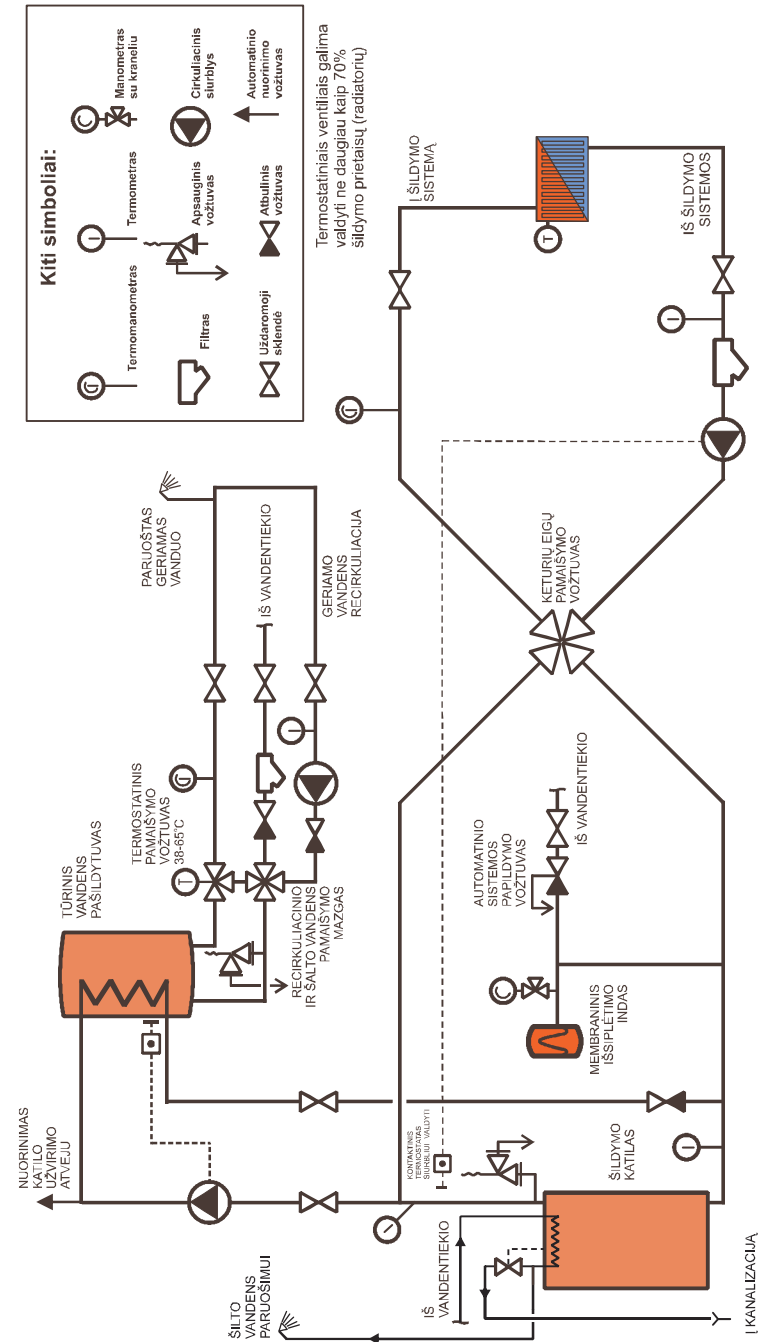 Kiti simboliai:
Termomanometras
Termometras
Manometras
su kraneliu
Filtras
Apsauginis
vožtuvas
Cirkuliacinis
siurblys
Uždaromoji
sklendė
Atbulinis
vožtuvas
Automatinio
nuorinimo
vožtuvas
Termostatiniais ventiliais galima
valdyti ne daugiau kaip 70%
šildymo prietaisų (radiatorių)
NUORINIMAS
KATILO
UŽVIRIMO
ATVEJU
TŪRINIS
VANDENS
PAŠILDYTUVAS
TERMOSTATINIS
PAMAIŠYMO
VOŽTUVAS
38-65°C
T
PARUOŠTAS
GERIAMAS
VANDUO
IŠ VANDENTIEKIO
GERIAMO
VANDENS
RECIRKULIACIJA
RECIRKULIACINIO
IR ŠALTO VANDENS
PAMAIŠYMO
MAZGAS
Į ŠILDYMO
SISTEMĄ
T
IŠ ŠILDYMO
SISTEMOS
KETURIŲ EIGŲ
PAMAIŠYMO
VOŽTUVAS
AUTOMATINIO
SISTEMOS
PAPILDYMO
VOŽTUVAS
IŠ VANDENTIEKIO
MEMBRANINIS
IŠSIPLĖTIMO
INDAS
KONTAKTINIS
TERMOSTATAS
SIURBLIUI VALDYTI
ŠILDYMO
KATILAS
IŠ
VANDENTIEKIO
ŠILTO
VANDENS
PARUOŠIMUI
Į KANALIZACIJĄ